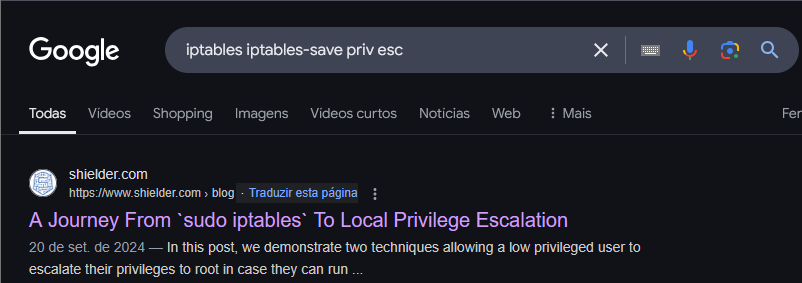 Google
iptables iptables-save priv esc
Todas Vídeos Shopping Imagens Vídeos curtos Notícias Web Mais Fer
shielder.com
https://www.shielder.com › blog · Traduzir esta página
A Journey From `sudo iptables` To Local Privilege Escalation
20 de set. de 2024 — In this post, we demonstrate two techniques allowing a low privileged user to
escalate their privileges to root in case they can run ...